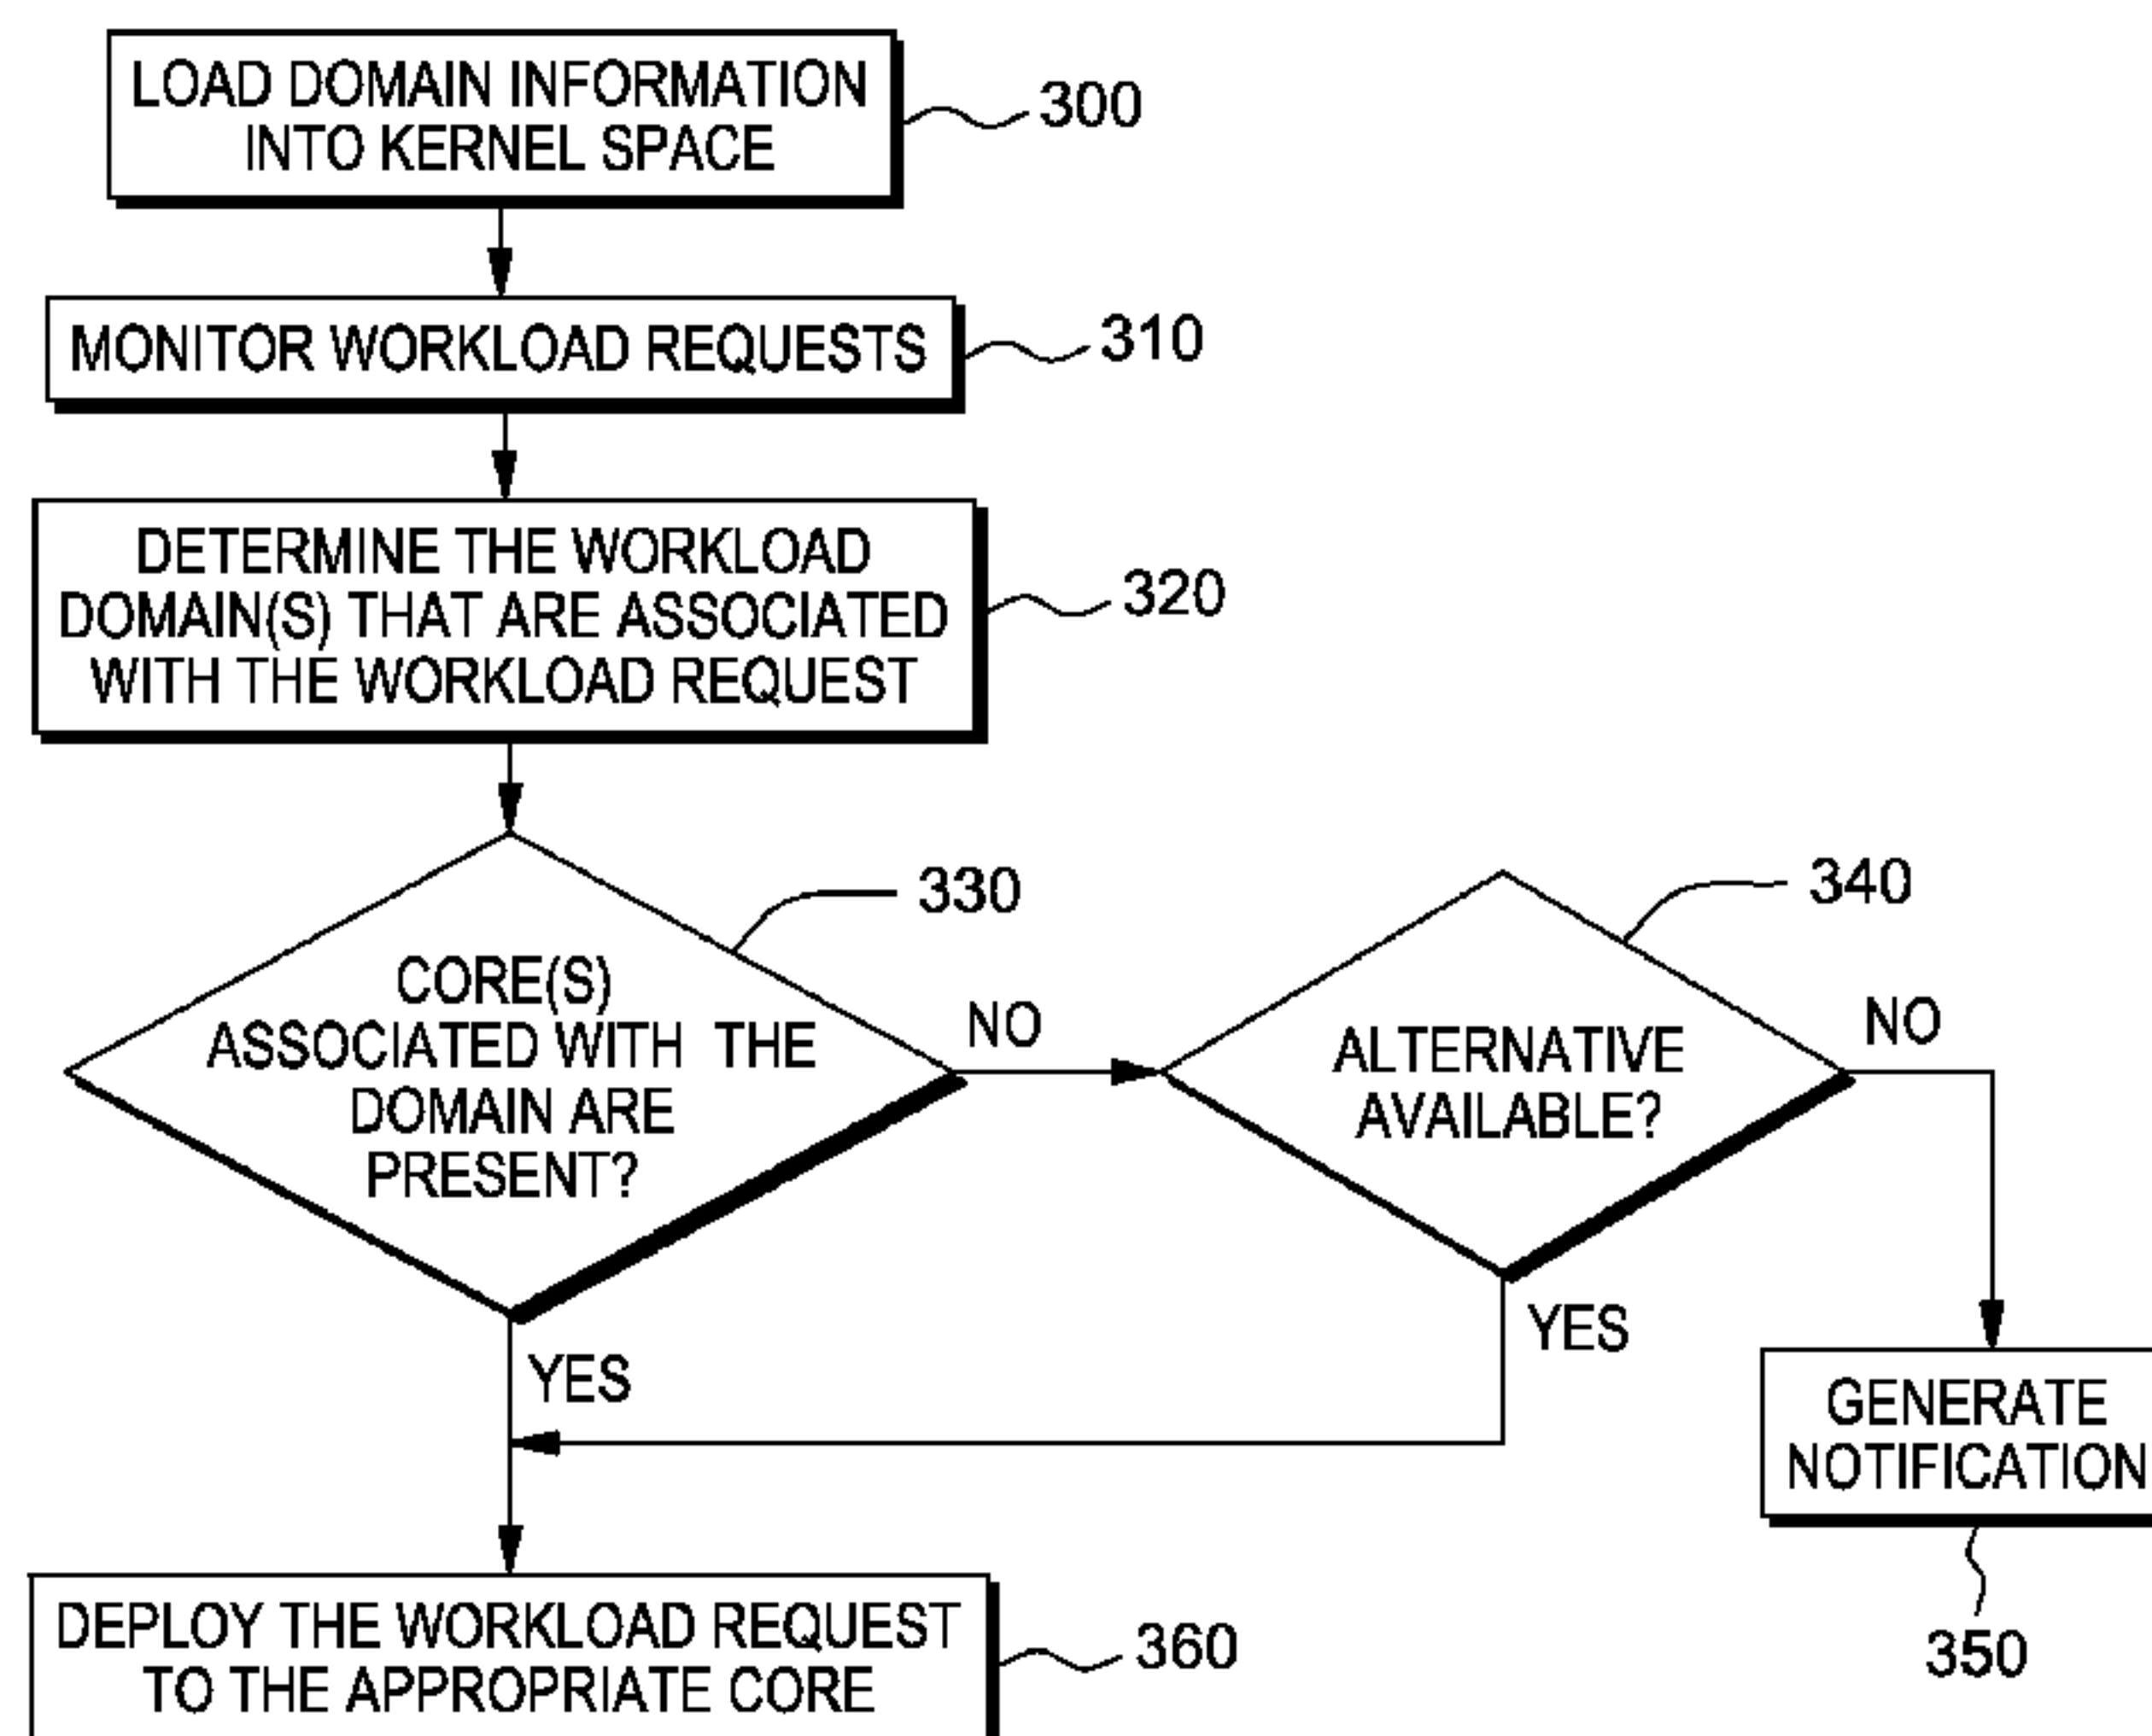 LOAD DOMAIN INFORMATION
INTO KERNEL SPACE
300
MONITOR WORKLOAD REQUESTS
310
DETERMINE THE WORKLOAD
DOMAIN(S) THAT ARE ASSOCIATED
WITH THE WORKLOAD REQUEST
320
330
CORE(S)
ASSOCIATED WITH THE
DOMAIN ARE
PRESENT?
NO
340
ALTERNATIVE
AVAILABLE?
NO
YES
YES
GENERATE
NOTIFICATION
350
DEPLOY THE WORKLOAD REQUEST
TO THE APPROPRIATE CORE
360